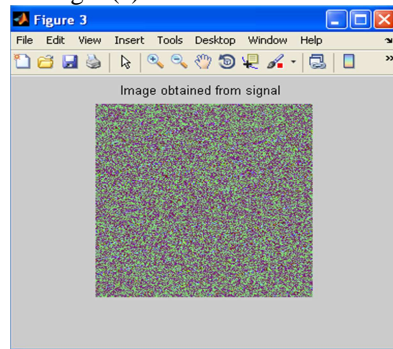 Figure 3
File Edit View Insert Tools Desktop Window Help
Image obtained from signal